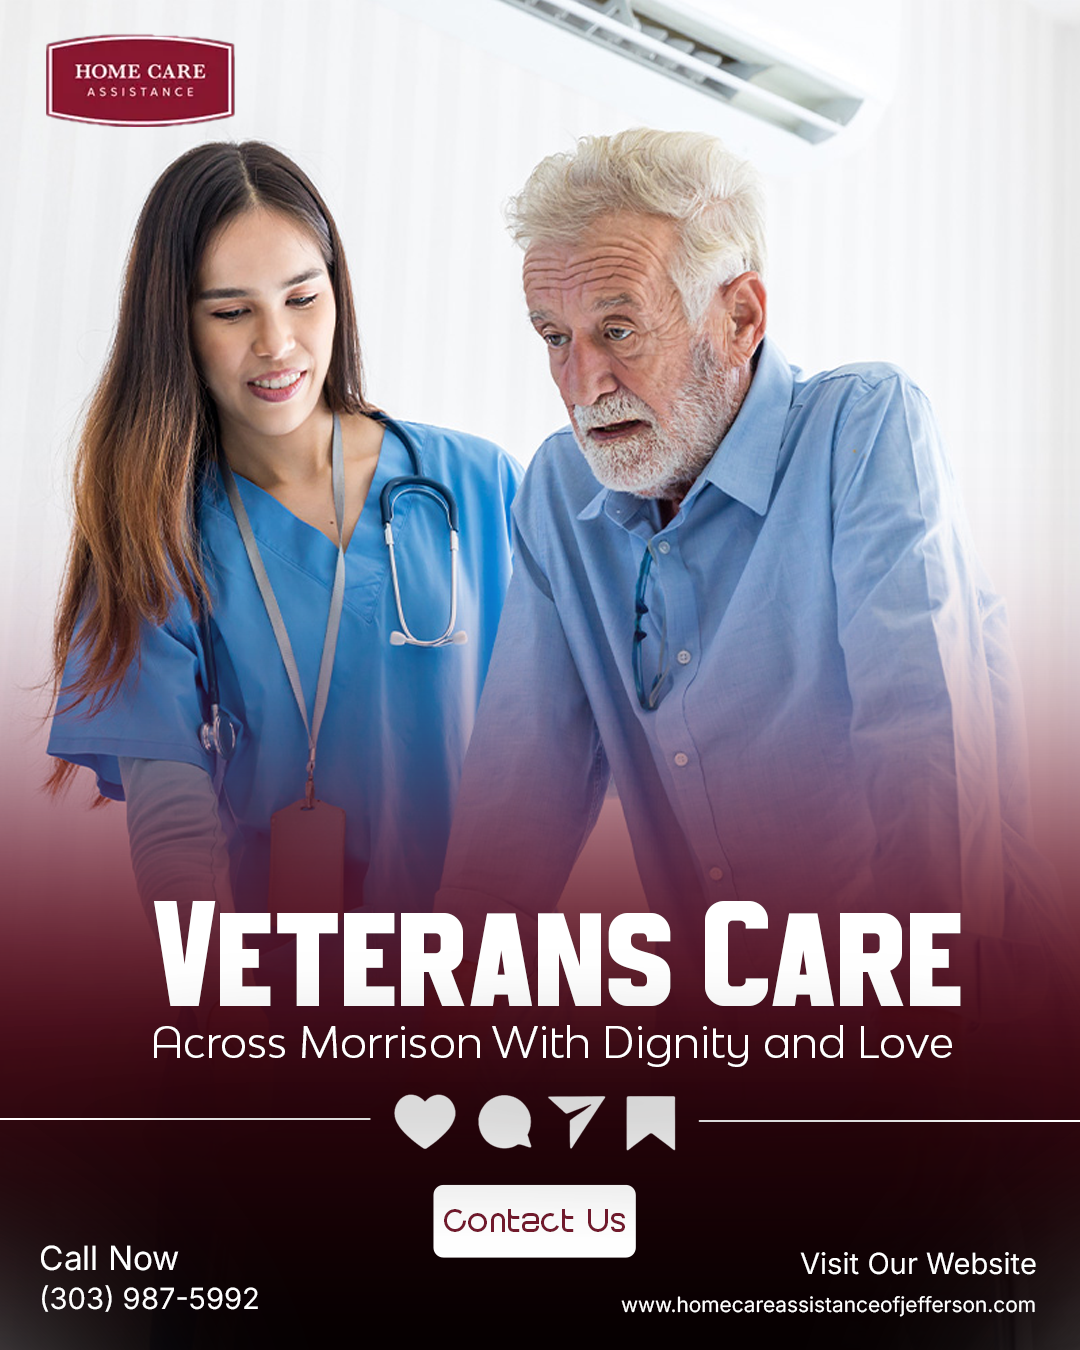 HOME CARE
ASSISTANCE
VETERANS CARE
Across Morrison With Dignity and Love
Contact Us
Call Now
(303) 987-5992
Visit Our Website
www.homecareassistanceofjefferson.com